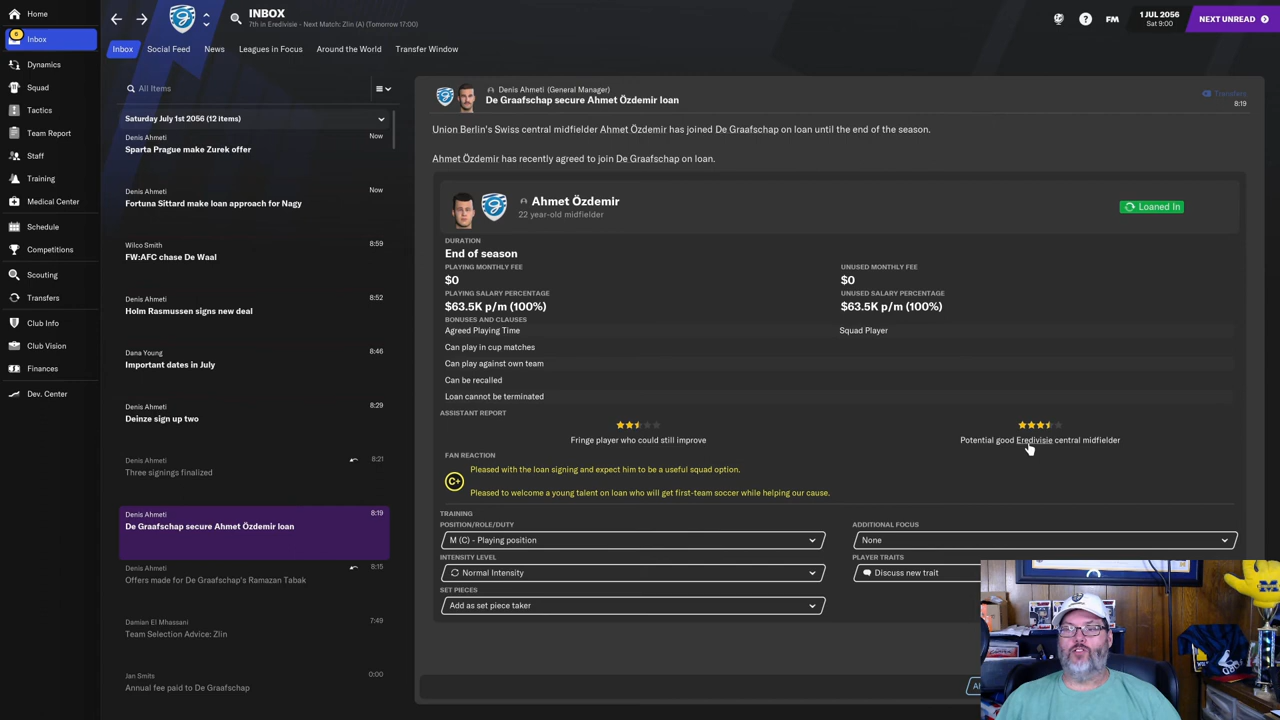 Home
INBOX
7th in Eredivisie - Next Match: Zlin (A) (Tomorrow 17:00)
FM
1 JUL 2056
Sat 9:00
NEXT UNREAD
6
Inbox
Inbox
Social Feed
News
Leagues in Focus
Around the World
Transfer Window
Dynamics
Squad
Tactics
Team Report
Staff
Training
Medical Center
Schedule
Competitions
Scouting
Transfers
Club Info
Club Vision
Finances
Dev. Center
All Items
Saturday July 1st 2056 (12 items)
Denis Ahmeti
Now
Sparta Prague make Zurek offer
Denis Ahmeti
Now
Fortuna Sittard make loan approach for Nagy
Wilco Smith
8:59
FW:AFC chase De Waal
Denis Ahmeti
8:52
Holm Rasmussen signs new deal
Dana Young
8:46
Important dates in July
Denis Ahmeti
8:29
Deinze sign up two
Denis Ahmeti
8:21
Three signings finalized
Denis Ahmeti
8:19
De Graafschap secure Ahmet Özdemir loan
Denis Ahmeti
8:15
Offers made for De Graafschap's Ramazan Tabak
Damian El Mhassani
7:49
Team Selection Advice: Zlin
Jan Smits
0:00
Annual fee paid to De Graafschap
Denis Ahmeti (General Manager)
De Graafschap secure Ahmet Özdemir loan
Transfers
8:19
Union Berlin's Swiss central midfielder Ahmet Özdemir has joined De Graafschap on loan until the end of the season.
Ahmet Özdemir has recently agreed to join De Graafschap on loan.
Ahmet Özdemir
22 year-old midfielder
Loaned In
DURATION
End of season
PLAYING MONTHLY FEE
UNUSED MONTHLY FEE
$0
$0
PLAYING SALARY PERCENTAGE
UNUSED SALARY PERCENTAGE
$63.5K p/m (100%)
$63.5K p/m (100%)
BONUSES AND CLAUSES
Agreed Playing Time
Squad Player
Can play in cup matches
Can play against own team
Can be recalled
Loan cannot be terminated
ASSISTANT REPORT
Fringe player who could still improve
Potential good Eredivisie central midfielder
FAN REACTION
C+
Pleased with the loan signing and expect him to be a useful squad option.
Pleased to welcome a young talent on loan who will get first-team soccer while helping our cause.
TRAINING
POSITION/ROLE/DUTY
ADDITIONAL FOCUS
M (C) - Playing position
None
INTENSITY LEVEL
PLAYER TRAITS
Normal Intensity
Discuss new trait
SET PIECES
Add as set piece taker